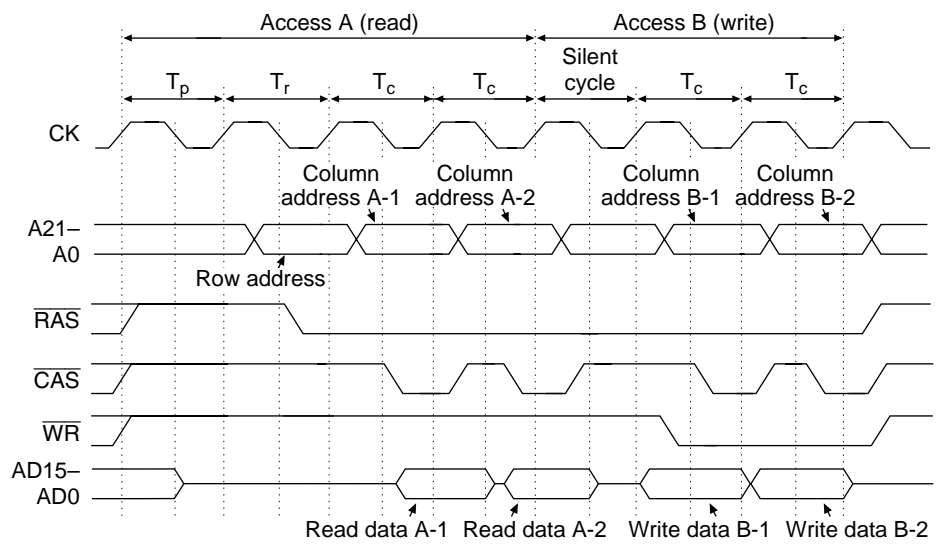 Access A (read)
Access B (write)
Silent
cycle
Tp
Tr
Tc
Tc
Tc
Tc
CK
Column
address A-1
Column
address A-2
Column
address B-1
Column
address B-2
A21–
A0
Row address
RAS
CAS
WR
AD15–
AD0
Read data A-1
Read data A-2
Write data B-1
Write data B-2